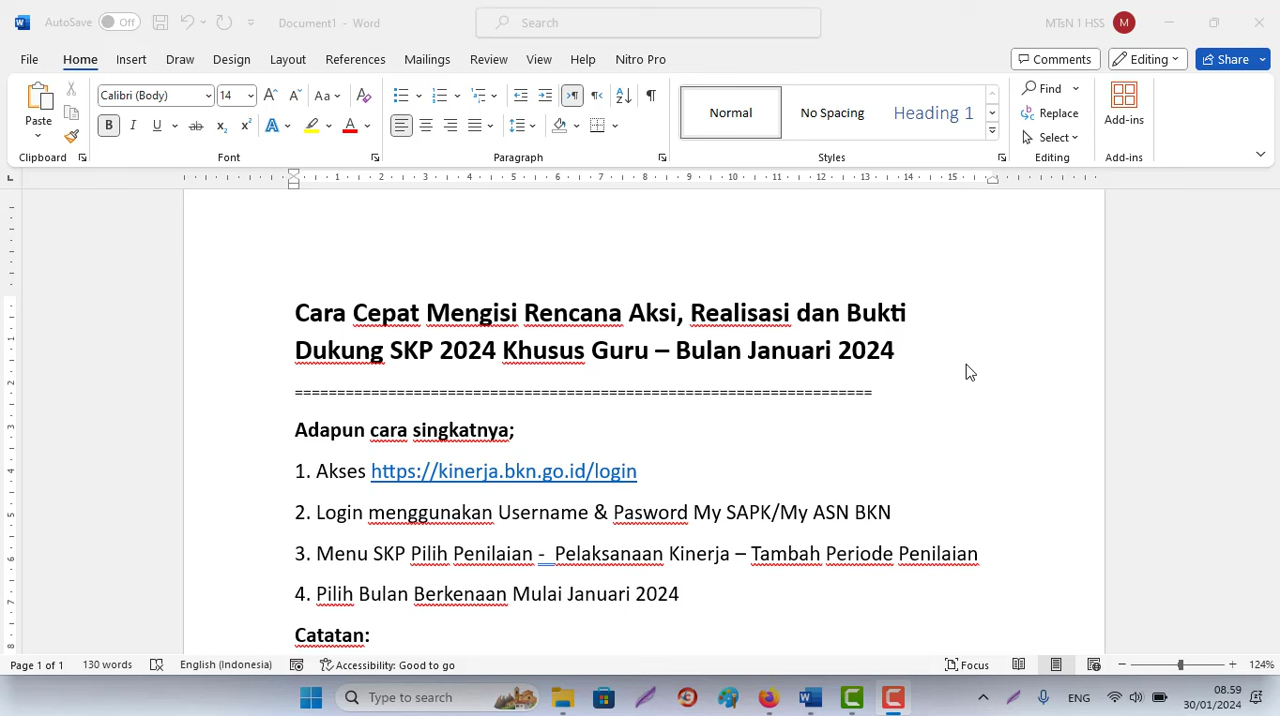 AutoSave Off Document1 - Word Search MTsN 1 HSS M
File Home Insert Draw Design Layout References Mailings Review View Help Nitro Pro Comments Editing Share
Paste Calibri (Body) 14 Normal No Spacing Heading 1 Find Replace Select Add-ins
Clipboard Font Paragraph Styles Editing Add-ins
Cara Cepat Mengisi Rencana Aksi, Realisasi dan Bukti
Dukung SKP 2024 Khusus Guru – Bulan Januari 2024
====================================================================
Adapun cara singkatnya;
1. Akses https://kinerja.bkn.go.id/login
2. Login menggunakan Username & Pasword My SAPK/My ASN BKN
3. Menu SKP Pilih Penilaian - Pelaksanaan Kinerja – Tambah Periode Penilaian
4. Pilih Bulan Berkenaan Mulai Januari 2024
Catatan:
Page 1 of 1 130 words English (Indonesia) Accessibility: Good to go Focus 124%
Type to search ENG 08.59
30/01/2024